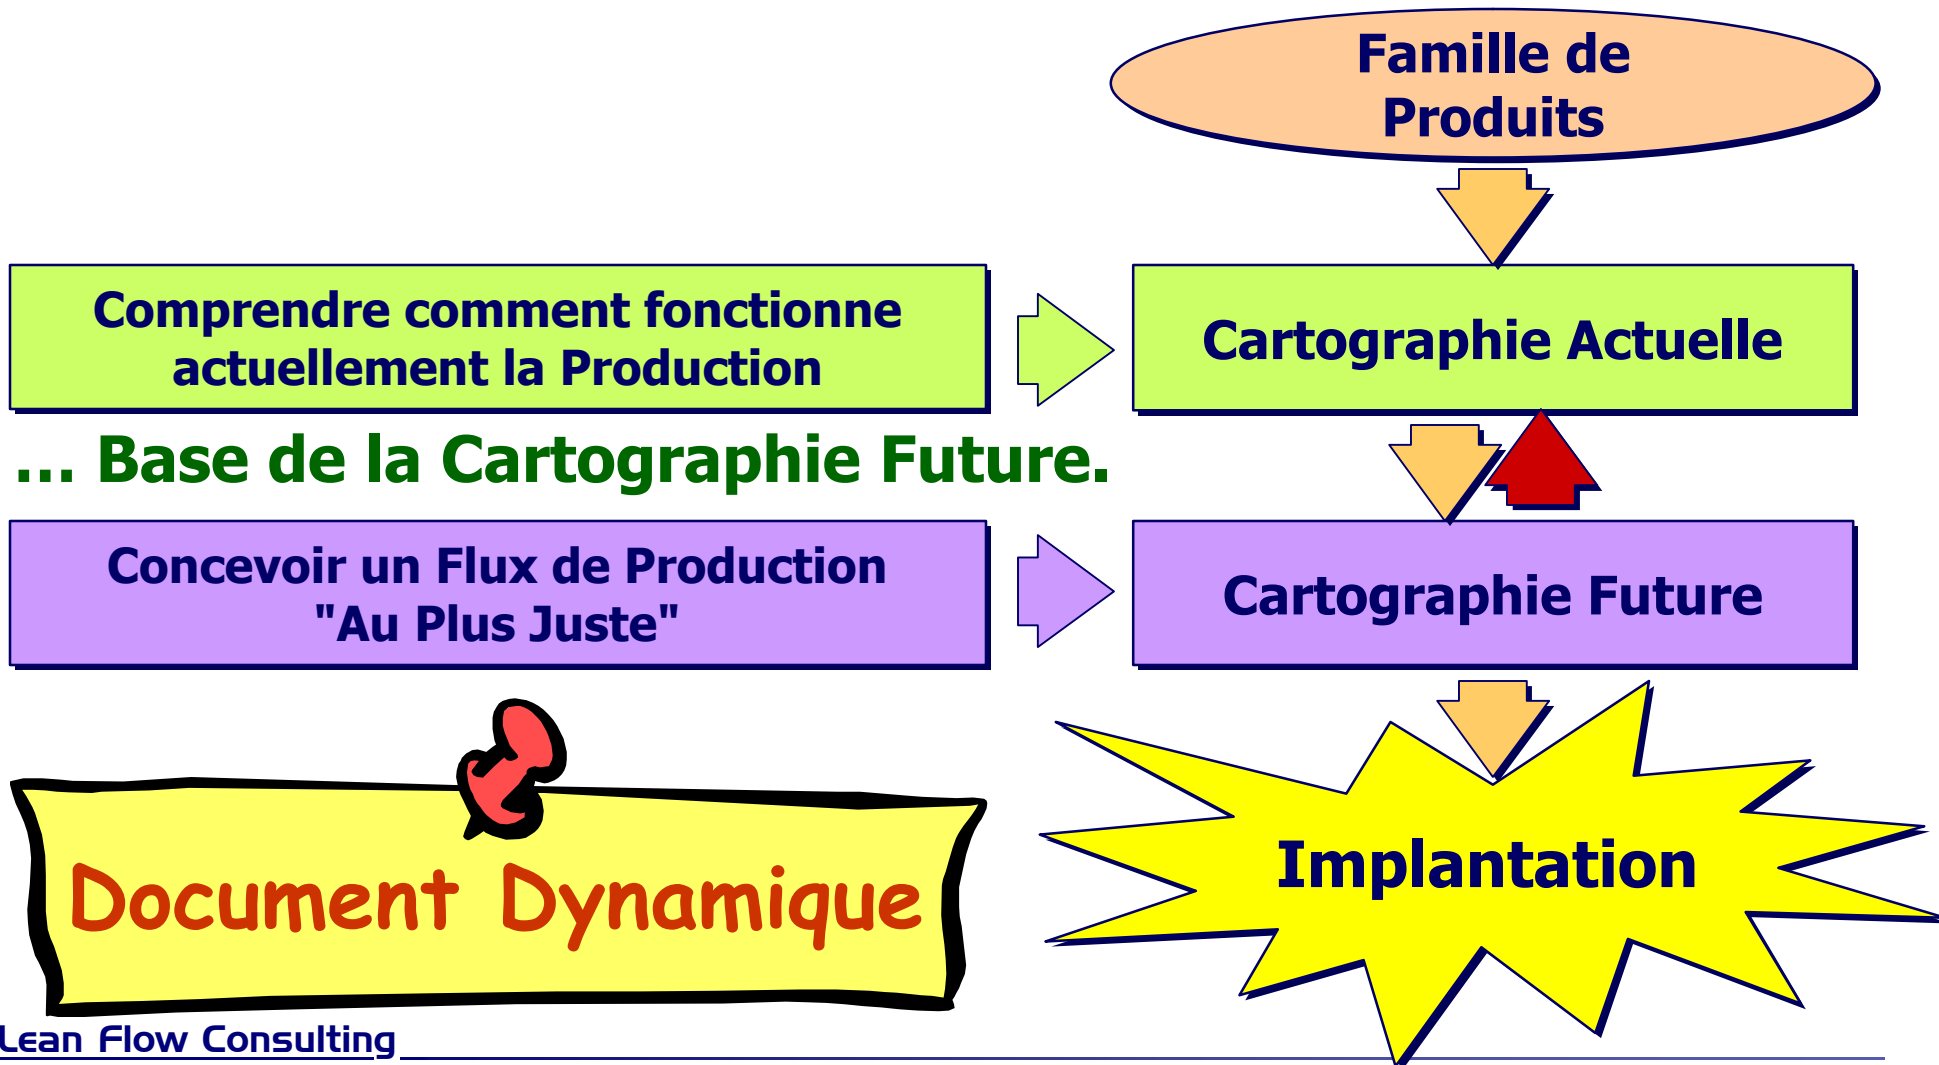 Famille de
Produits
Comprendre comment fonctionne
actuellement la Production
Cartographie Actuelle
... Base de la Cartographie Future.
Concevoir un Flux de Production
"Au Plus Juste"
Cartographie Future
Document Dynamique
Implantation
Lean Flow Consulting